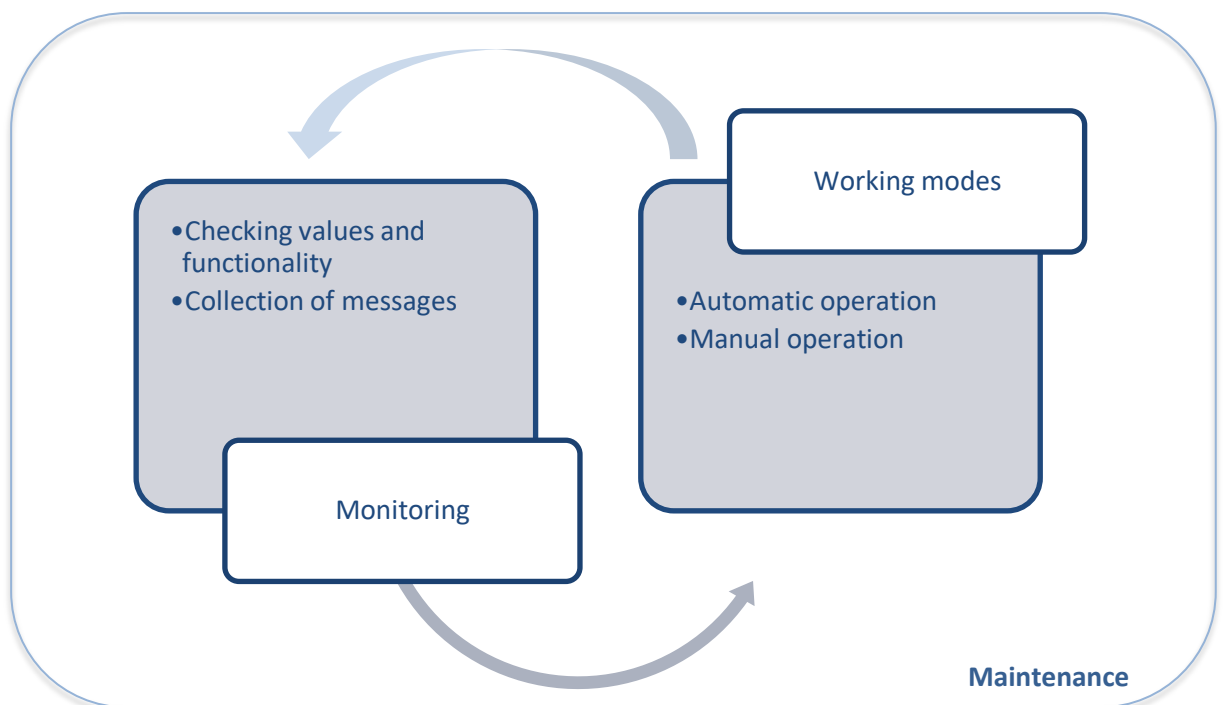 •Checking values and
functionality
•Collection of messages
Monitoring
Working modes
•Automatic operation
•Manual operation
Maintenance